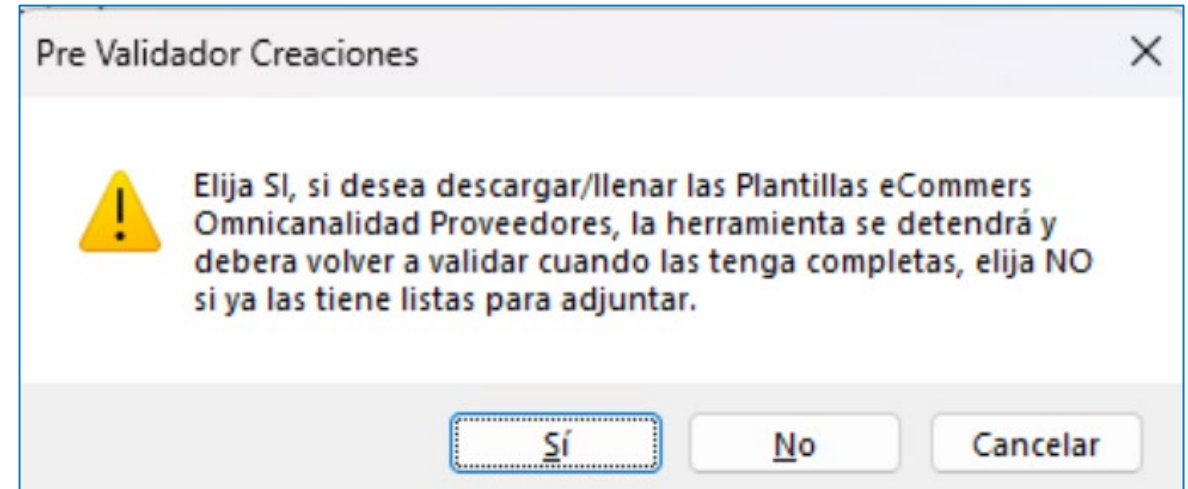 Pre Validador Creaciones
Elija SI, si desea descargar/llenar las Plantillas eCommers
Omnicanalidad Proveedores, la herramienta se detendrá y
debera volver a validar cuando las tenga completas, elija NO
si ya las tiene listas para adjuntar.
Sí No Cancelar